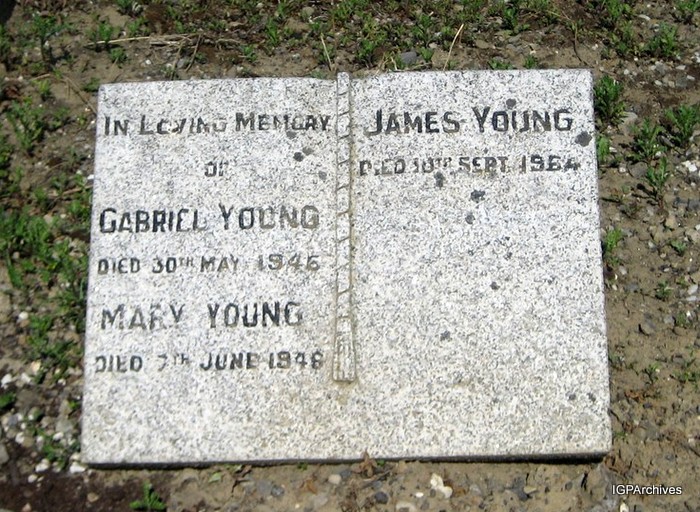 In Loving Memory
of
Gabriel Young
Died 30th May 1946
Mary Young
Died 7th June 1948
James Young
Died 10th Sept. 1964
IGPArchives